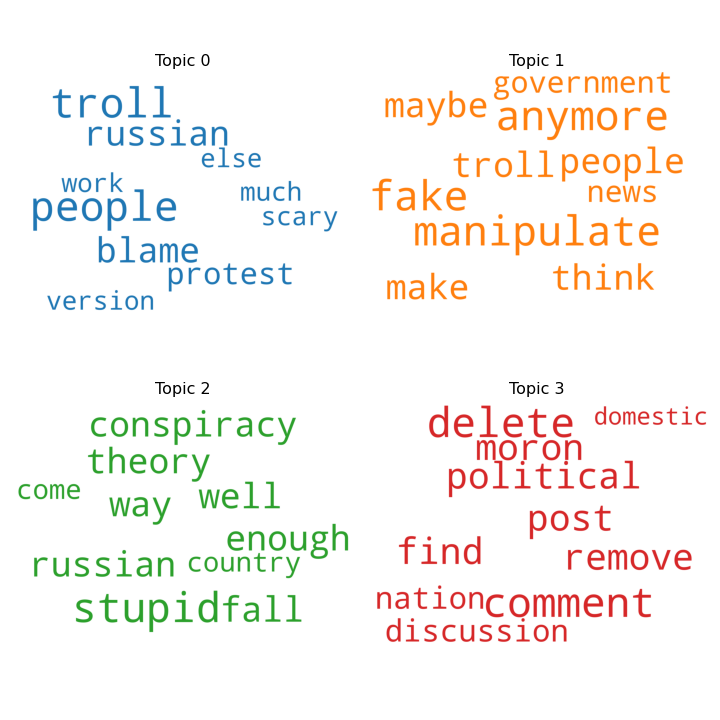 Topic 0
troll
russian
else
work
much
people
scary
blame
protest
version
Topic 1
government
maybe
anymore
troll
people
fake
news
manipulate
think
make
Topic 2
conspiracy
theory
come
way
well
enough
russian
country
stupid
fall
Topic 3
delete
domestic
moron
political
post
find
remove
nation
comment
discussion